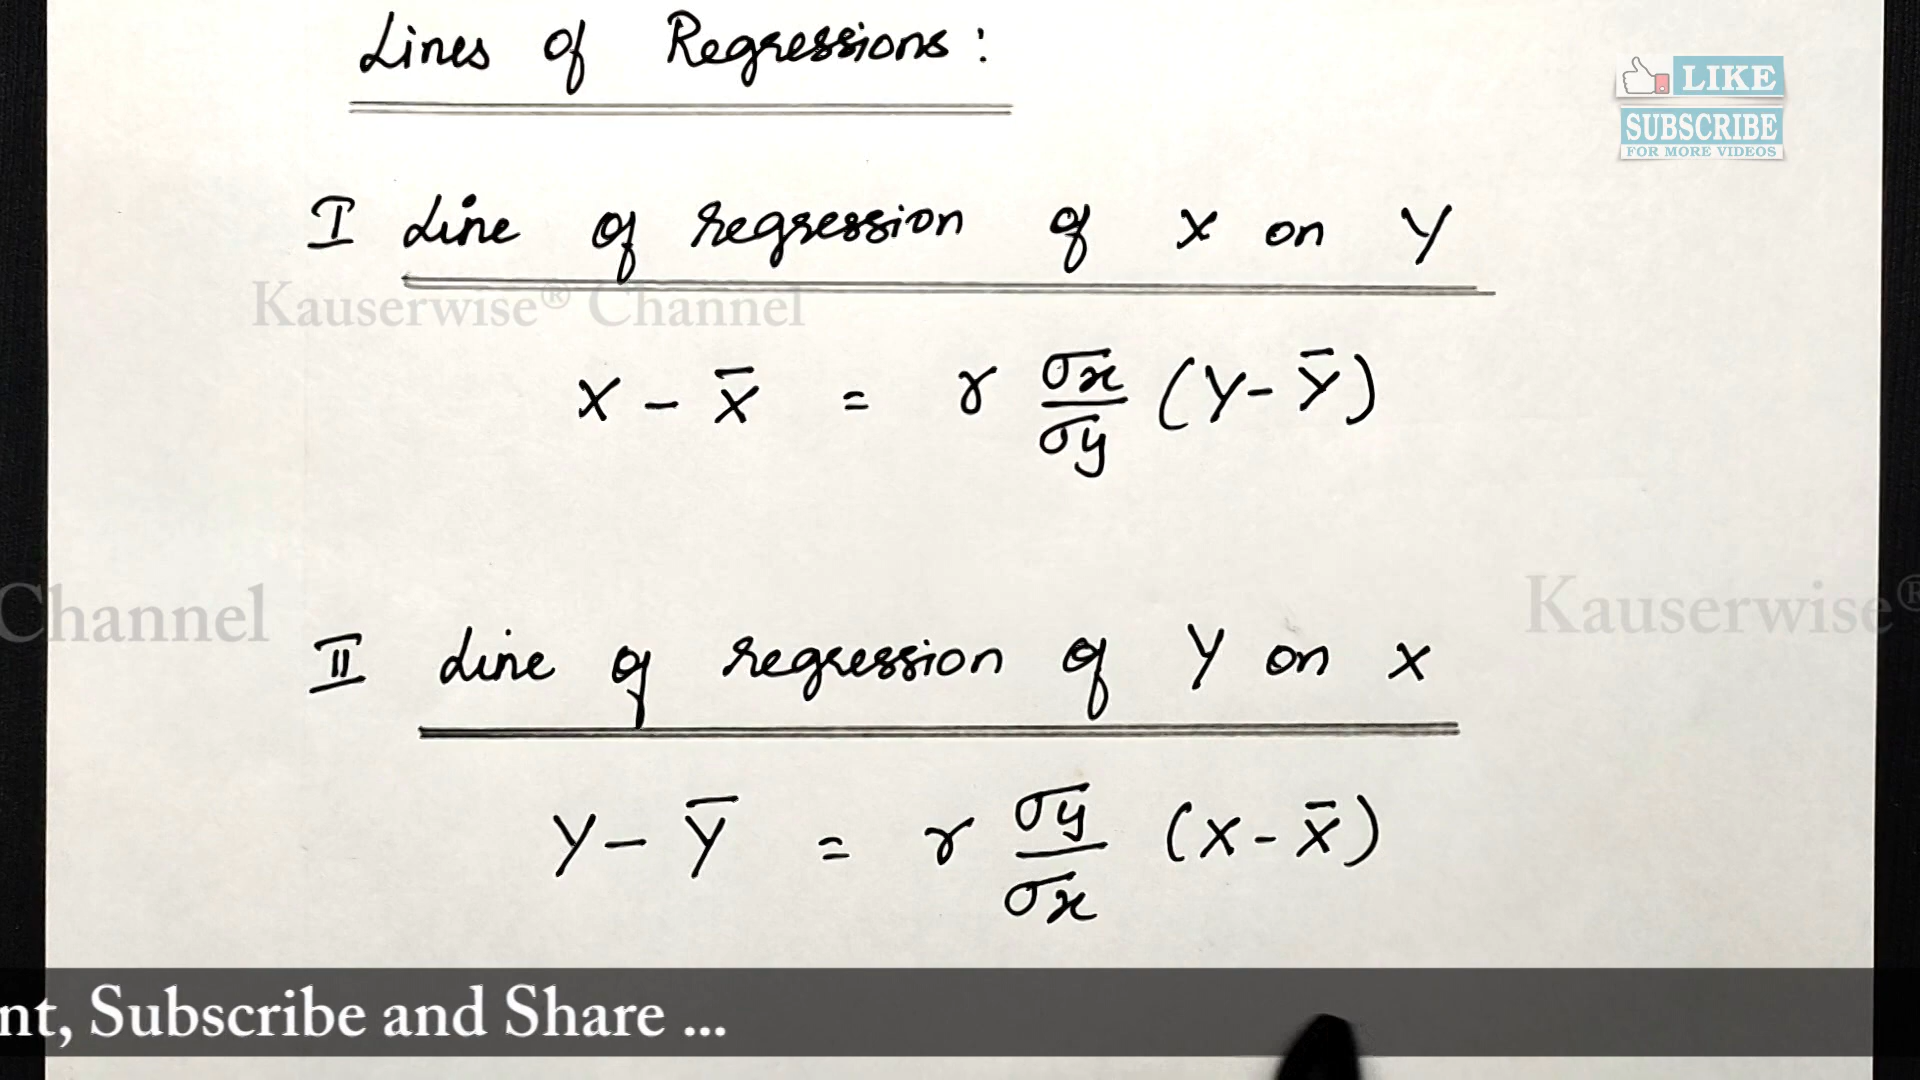 Lines of Regressions:
LIKE
SUBSCRIBE
FOR MORE VIDEOS
I Line of regression of X on Y
Kauserwise® Channel
X - X̄ = r σx/σy (Y - Ȳ)
Channel
Kauserwise®
II Line of regression of Y on X
Y - Ȳ = r σy/σx (X - X̄)
nt, Subscribe and Share ...